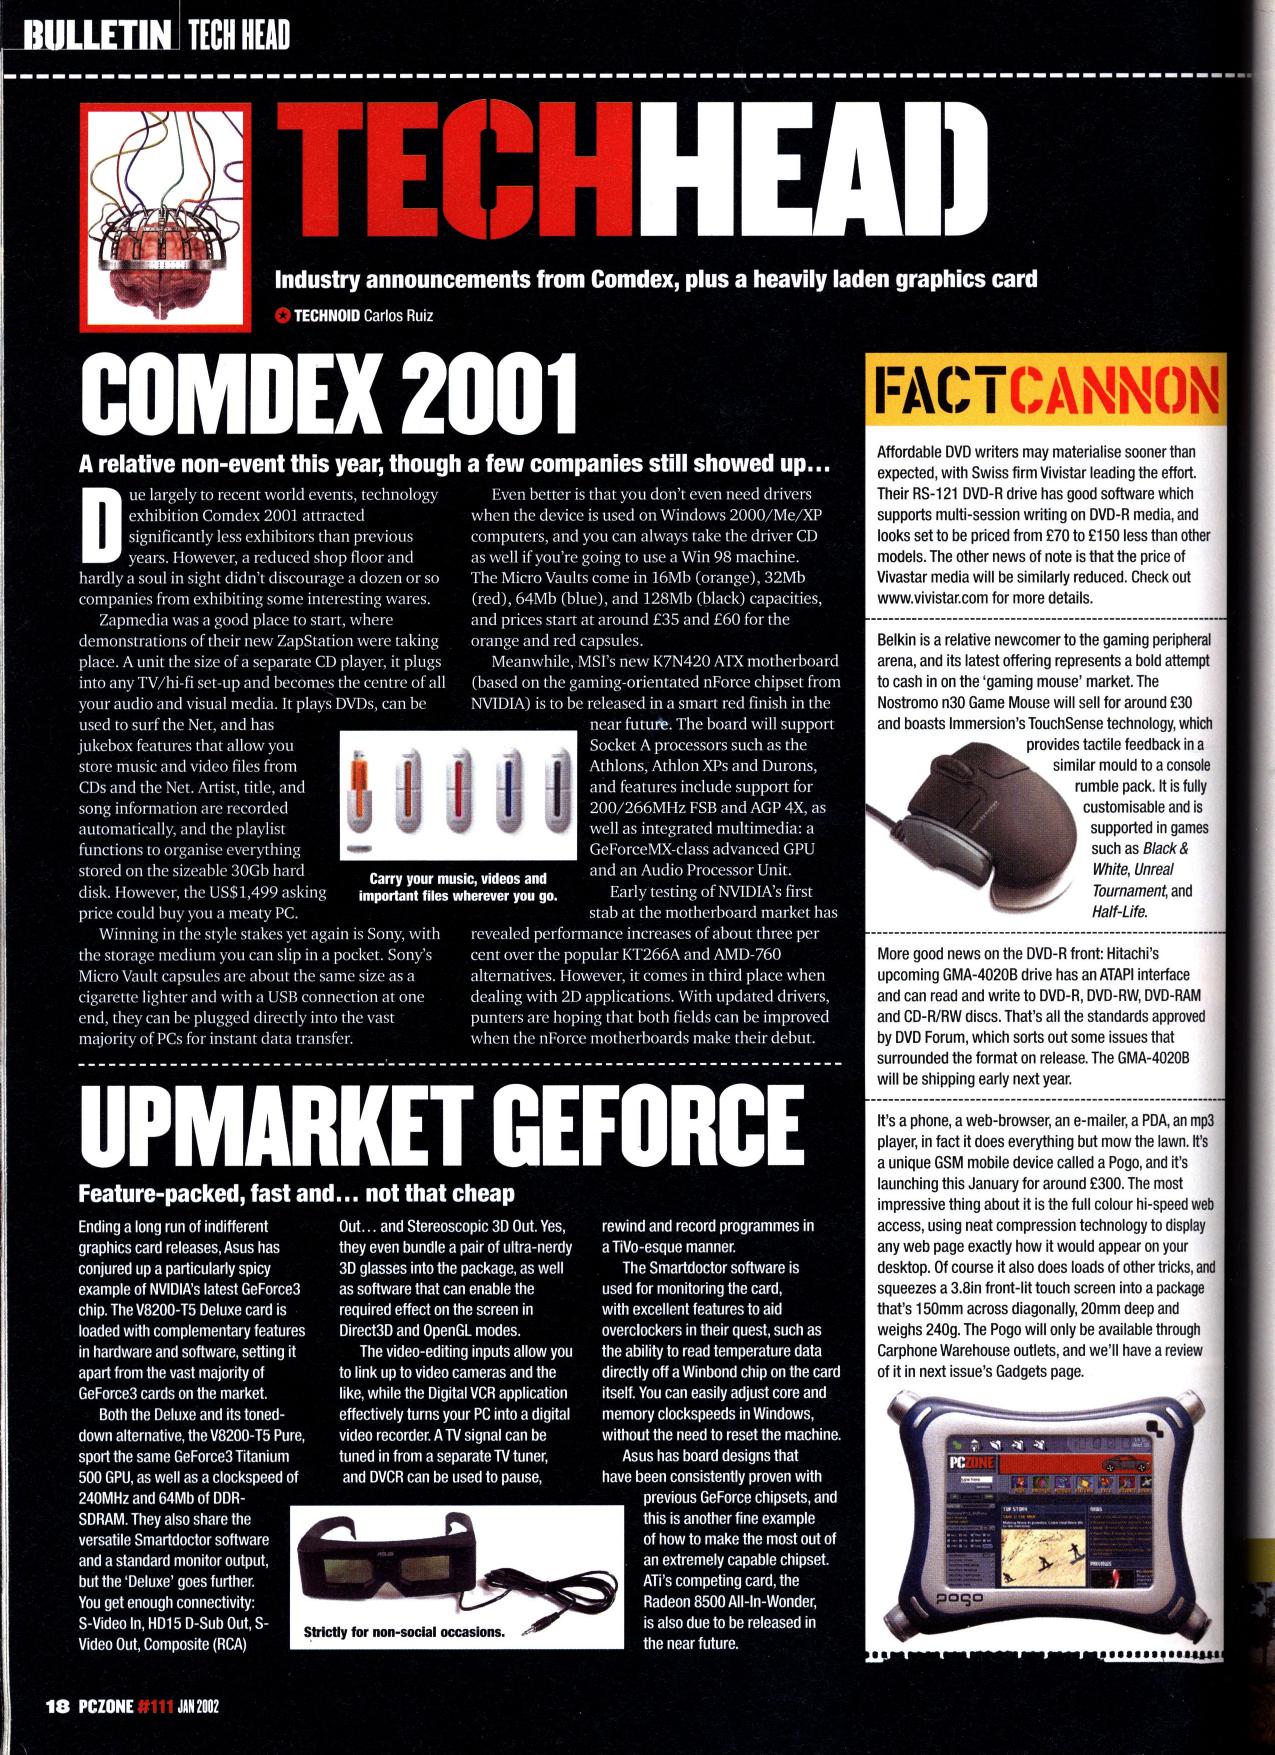 BULLETIN TECH HEAD
TECHHEAD
Industry announcements from Comdex, plus a heavily laden graphics card
TECHNOID Carlos Ruiz
COMDEX 2001
A relative non-event this year, though a few companies still showed up...
Due largely to recent world events, technology
exhibition Comdex 2001 attracted
significantly less exhibitors than previous
years. However, a reduced shop floor and
hardly a soul in sight didn't discourage a dozen or so
companies from exhibiting some interesting wares.
Zapmedia was a good place to start, where
demonstrations of their new ZapStation were taking
place. A unit the size of a separate CD player, it plugs
into any TV/hi-fi set-up and becomes the centre of all
your audio and visual media. It plays DVDs, can be
used to surf the Net, and has
jukebox features that allow you
store music and video files from
CDs and the Net. Artist, title, and
song information are recorded
automatically, and the playlist
functions to organise everything
stored on the sizeable 30Gb hard
disk. However, the US$1,499 asking
price could buy you a meaty PC.
Winning in the style stakes yet again is Sony, with
the storage medium you can slip in a pocket. Sony's
Micro Vault capsules are about the same size as a
cigarette lighter and with a USB connection at one
end, they can be plugged directly into the vast
majority of PCs for instant data transfer.
Even better is that you don't even need drivers
when the device is used on Windows 2000/Me/XP
computers, and you can always take the driver CD
as well if you're going to use a Win 98 machine.
The Micro Vaults come in 16Mb (orange), 32Mb
(red), 64Mb (blue), and 128Mb (black) capacities,
and prices start at around £35 and £60 for the
orange and red capsules.
Meanwhile, MSI's new K7N420 ATX motherboard
(based on the gaming-orientated nForce chipset from
NVIDIA) is to be released in a smart red finish in the
near future. The board will support
Socket A processors such as the
Athlons, Athlon XPs and Durons,
and features include support for
200/266MHz FSB and AGP 4X, as
well as integrated multimedia: a
GeForceMX-class advanced GPU
and an Audio Processor Unit.
Early testing of NVIDIA's first
stab at the motherboard market has
revealed performance increases of about three per
cent over the popular KT266A and AMD-760
alternatives. However, it comes in third place when
dealing with 2D applications. With updated drivers,
punters are hoping that both fields can be improved
when the nForce motherboards make their debut.
Carry your music, videos and
important files wherever you go.
UPMARKET GEFORCE
Feature-packed, fast and... not that cheap
Ending a long run of indifferent
graphics card releases, Asus has
conjured up a particularly spicy
example of NVIDIA's latest GeForce3
chip. The V8200-T5 Deluxe card is
loaded with complementary features
in hardware and software, setting it
apart from the vast majority of
GeForce3 cards on the market.
Both the Deluxe and its toned-
down alternative, the V8200-T5 Pure,
sport the same GeForce3 Titanium
500 GPU, as well as a clockspeed of
240MHz and 64Mb of DDR-
SDRAM. They also share the
versatile Smartdoctor software
and a standard monitor output,
but the 'Deluxe' goes further.
You get enough connectivity:
S-Video In, HD15 D-Sub Out, S-
Video Out, Composite (RCA)
Out... and Stereoscopic 3D Out. Yes,
they even bundle a pair of ultra-nerdy
3D glasses into the package, as well
as software that can enable the
required effect on the screen in
Direct3D and OpenGL modes.
The video-editing inputs allow you
to link up to video cameras and the
like, while the Digital VCR application
effectively turns your PC into a digital
video recorder. A TV signal can be
tuned in from a separate TV tuner,
and DVCR can be used to pause,
rewind and record programmes in
a TiVo-esque manner.
The Smartdoctor software is
used for monitoring the card,
with excellent features to aid
overclockers in their quest, such as
the ability to read temperature data
directly off a Winbond chip on the card
itself. You can easily adjust core and
memory clockspeeds in Windows,
without the need to reset the machine.
Asus has board designs that
have been consistently proven with
previous GeForce chipsets, and
this is another fine example
of how to make the most out of
an extremely capable chipset.
ATi's competing card, the
Radeon 8500 All-In-Wonder,
is also due to be released in
the near future.
ASUS
Strictly for non-social occasions.
FACTCANNON
Affordable DVD writers may materialise sooner than
expected, with Swiss firm Vivistar leading the effort.
Their RS-121 DVD-R drive has good software which
supports multi-session writing on DVD-R media, and
looks set to be priced from £70 to £150 less than other
models. The other news of note is that the price of
Vivastar media will be similarly reduced. Check out
www.vivistar.com for more details.
Belkin is a relative newcomer to the gaming peripheral
arena, and its latest offering represents a bold attempt
to cash in on the 'gaming mouse' market. The
Nostromo n30 Game Mouse will sell for around £30
and boasts Immersion's TouchSense technology, which
provides tactile feedback in a
similar mould to a console
rumble pack. It is fully
customisable and is
supported in games
such as Black &
White, Unreal
Tournament, and
Half-Life.
More good news on the DVD-R front: Hitachi's
upcoming GMA-4020B drive has an ATAPI interface
and can read and write to DVD-R, DVD-RW, DVD-RAM
and CD-R/RW discs. That's all the standards approved
by DVD Forum, which sorts out some issues that
surrounded the format on release. The GMA-4020B
will be shipping early next year.
It's a phone, a web-browser, an e-mailer, a PDA, an mp3
player, in fact it does everything but mow the lawn. It's
a unique GSM mobile device called a Pogo, and it's
launching this January for around £300. The most
impressive thing about it is the full colour hi-speed web
access, using neat compression technology to display
any web page exactly how it would appear on your
desktop. Of course it also does loads of other tricks, and
squeezes a 3.8in front-lit touch screen into a package
that's 150mm across diagonally, 20mm deep and
weighs 240g. The Pogo will only be available through
Carphone Warehouse outlets, and we'll have a review
of it in next issue's Gadgets page.
PCZONE
TOP STORY
NEWS
PREVIEWS
pogo
18 PCZONE #111 JAN 2002